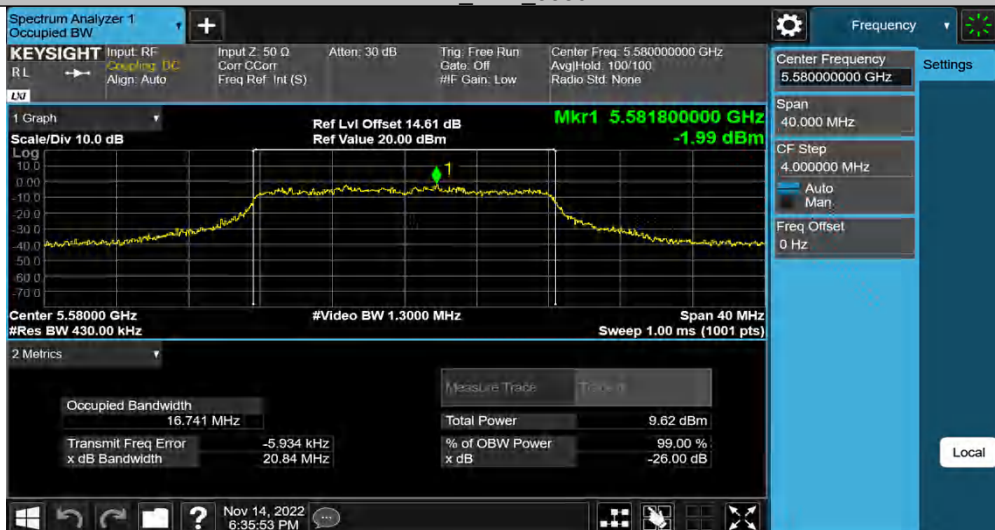 Spectrum Analyzer 1
Occupied BW
+
Frequency
KEYSIGHT
RL
LXI
Input: RF
Coupling: DC
Align: Auto
Input Z: 50 Ω
Corr CCorr
Freq Ref: Int (S)
Atten: 30 dB
Trig: Free Run
Gate: Off
#IF Gain: Low
Center Freq: 5.580000000 GHz
Avg|Hold: 100/100
Radio Std: None
Center Frequency
5.580000000 GHz
Settings
Span
40.000 MHz
CF Step
4.000000 MHz
Auto
Man
Freq Offset
0 Hz
Local
1 Graph
Scale/Div 10.0 dB
Ref Lvl Offset 14.61 dB
Ref Value 20.00 dBm
Mkr1 5.581800000 GHz
-1.99 dBm
Log
10.0
0.00
-10.0
-20.0
-30.0
-40.0
-50.0
-60.0
-70.0
1
Center 5.58000 GHz
#Res BW 430.00 kHz
#Video BW 1.3000 MHz
Span 40 MHz
Sweep 1.00 ms (1001 pts)
2 Metrics
Measure Trace
Occupied Bandwidth
16.741 MHz
Total Power 9.62 dBm
Transmit Freq Error -5.934 kHz
% of OBW Power 99.00 %
x dB Bandwidth 20.84 MHz
x dB -26.00 dB
?
Nov 14, 2022
6:35:53 PM